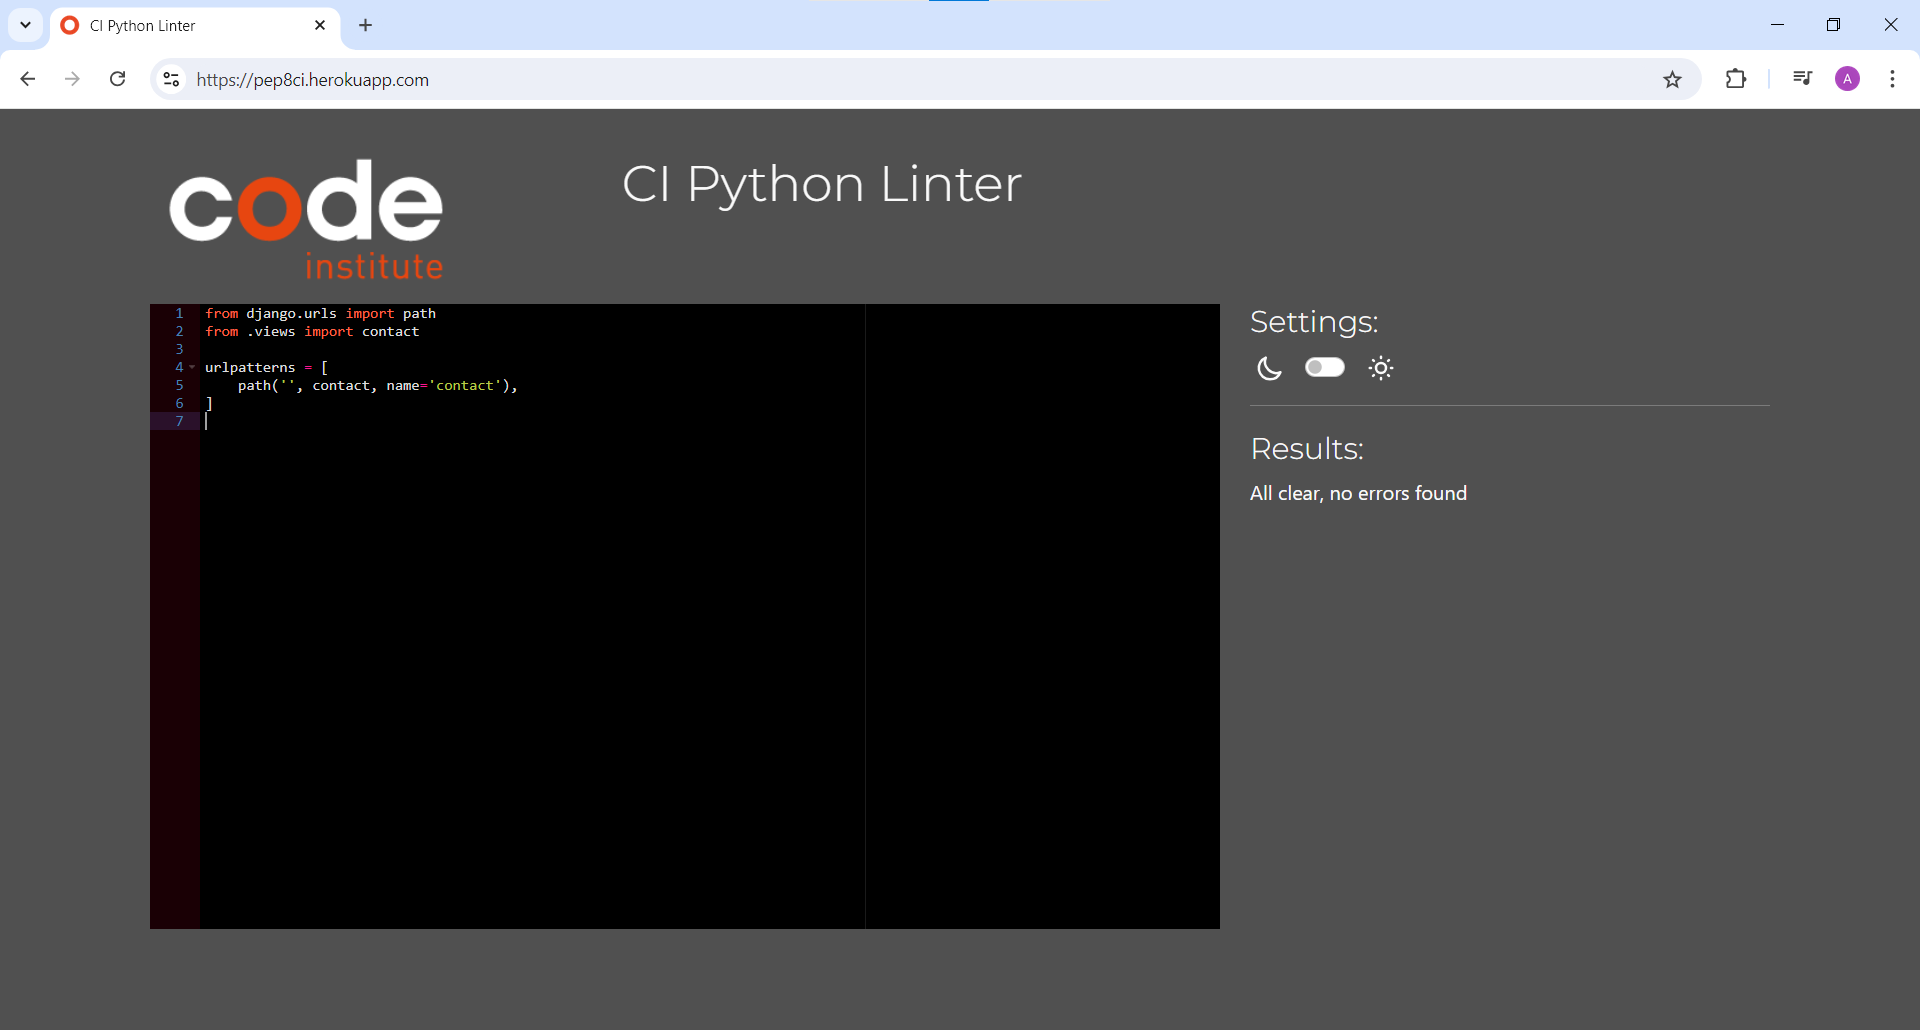 CI Python Linter
https://pep8ci.herokuapp.com
A
code
institute
CI Python Linter
1 from django.urls import path
2 from .views import contact
3
4 urlpatterns = [
5     path('', contact, name='contact'),
6 ]
7
Settings:
Results:
All clear, no errors found